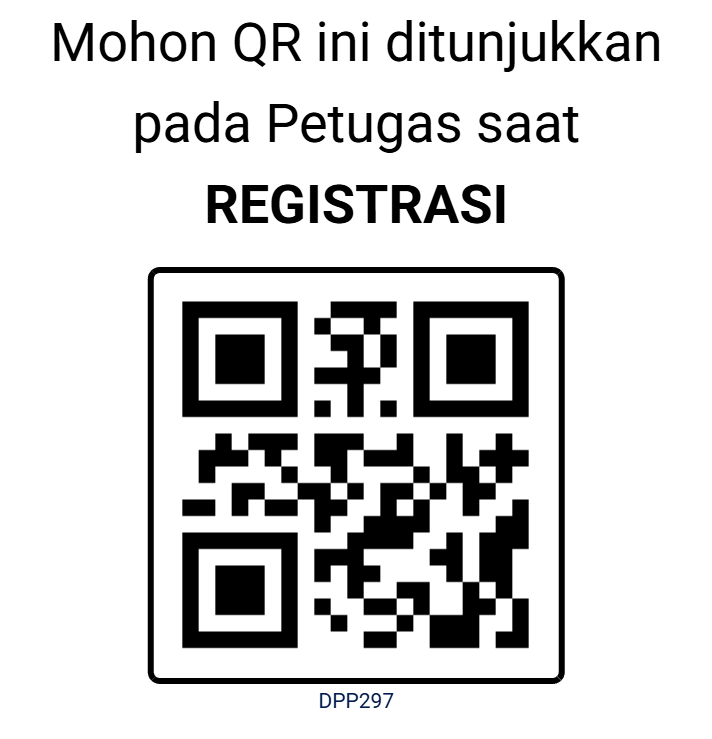 Mohon QR ini ditunjukkan
pada Petugas saat
REGISTRASI
DPP297